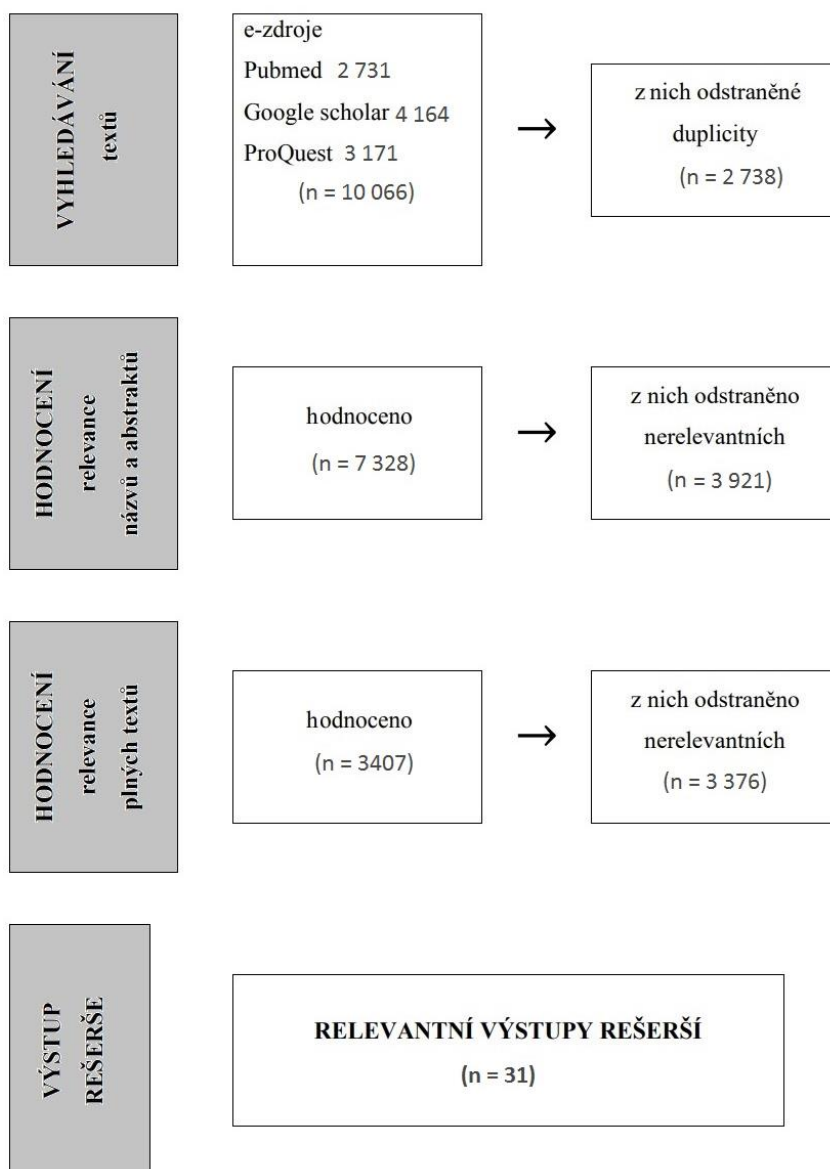 VYHLEDÁVÁNÍ
textů
e-zdroje
Pubmed 2 731
Google scholar 4 164
ProQuest 3 171
(n = 10 066)
→
z nich odstraněné
duplicity
(n = 2 738)
HODNOCENÍ
relevance
názvů a abstraktů
hodnoceno
(n = 7 328)
→
z nich odstraněno
nerelevantních
(n = 3 921)
HODNOCENÍ
relevance
plných textů
hodnoceno
(n = 3407)
→
z nich odstraněno
nerelevantních
(n = 3 376)
VÝSTUP
REŠERŠE
RELEVANTNÍ VÝSTUPY REŠERŠÍ
(n = 31)